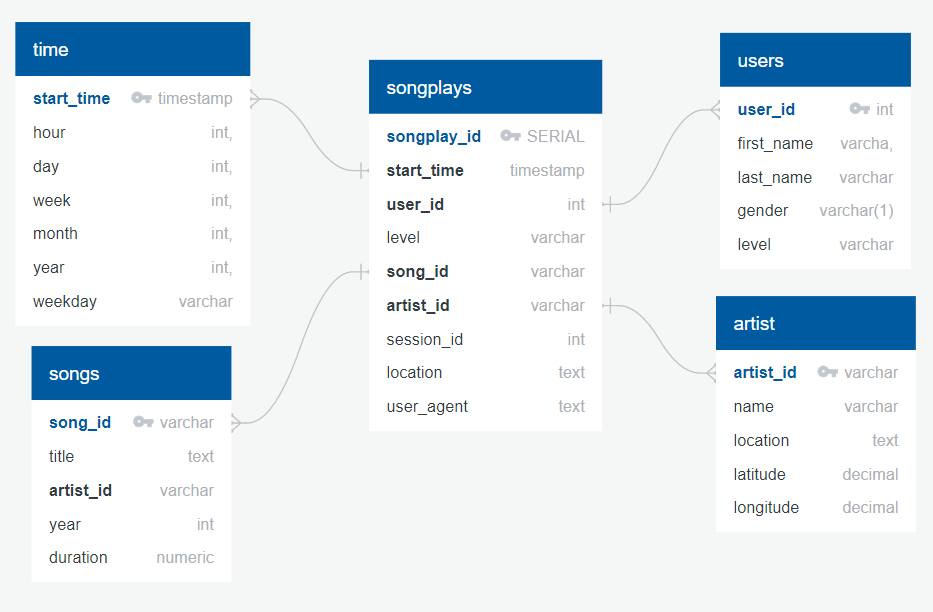 time
start_time timestamp
hour int,
day int,
week int,
month int,
year int,
weekday varchar
songs
song_id varchar
title text
artist_id varchar
year int
duration numeric
songplays
songplay_id SERIAL
start_time timestamp
user_id int
level varchar
song_id varchar
artist_id varchar
session_id int
location text
user_agent text
users
user_id int
first_name varcha,
last_name varchar
gender varchar(1)
level varchar
artist
artist_id varchar
name varchar
location text
latitude decimal
longitude decimal